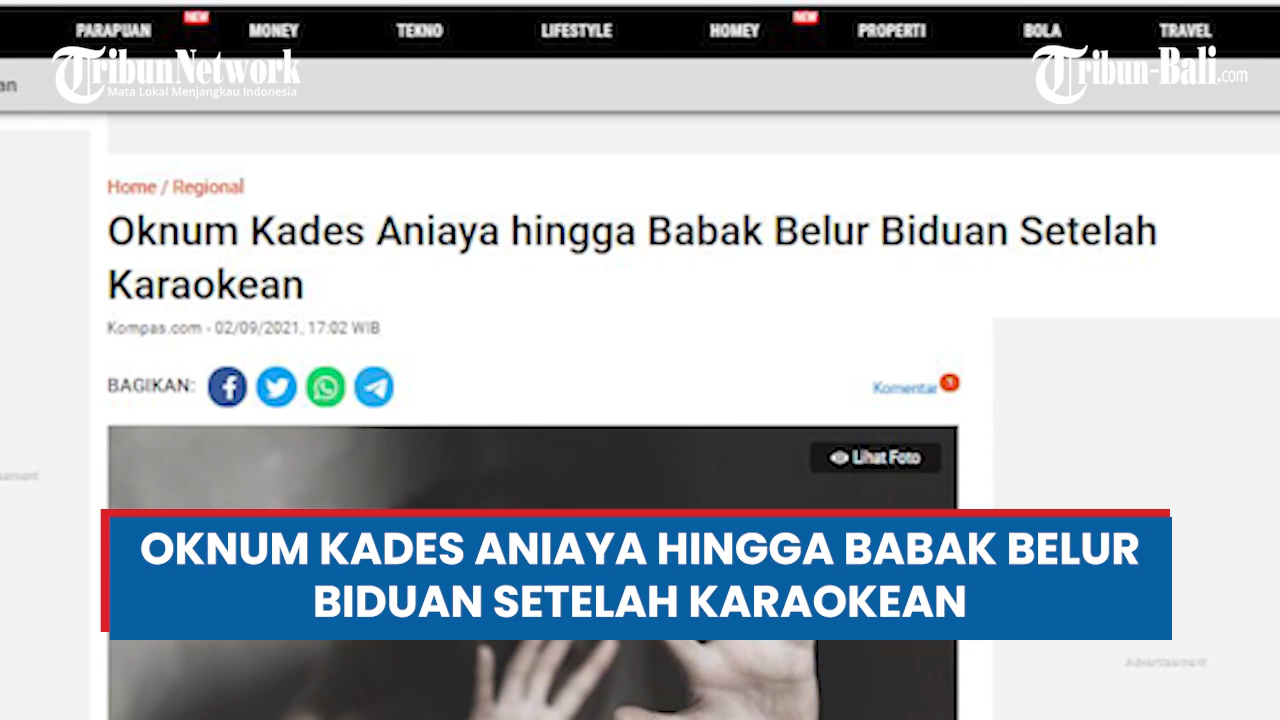 NEW NEW
PARAPUAN MONEY TEKNO LIFESTYLE HOMEY PROPERTI BOLA TRAVEL
TribunNetwork
Mata Lokal Menjangkau Indonesia
Tribun-Bali.com
an
Home / Regional
Oknum Kades Aniaya hingga Babak Belur Biduan Setelah
Karaokean
Kompas.com - 02/09/2021, 17:02 WIB
BAGIKAN:
Komentar
Lihat Foto
OKNUM KADES ANIAYA HINGGA BABAK BELUR
BIDUAN SETELAH KARAOKEAN
Advertisement